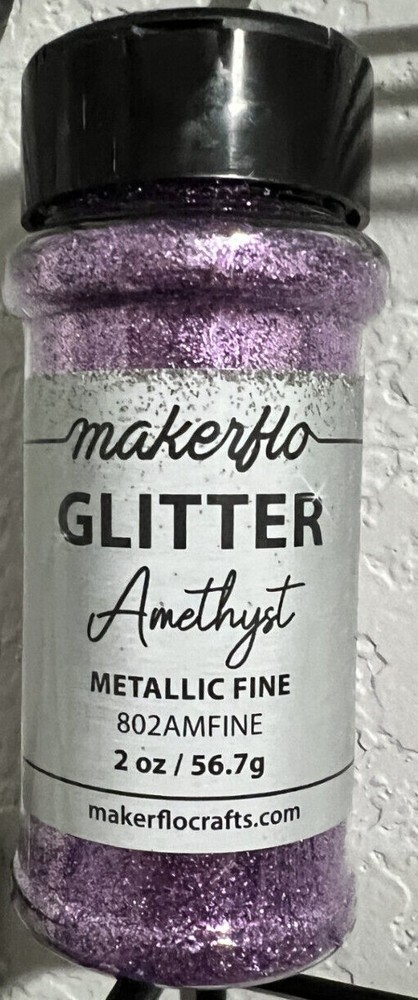 makerflo
GLITTER
Amethyst
METALLIC FINE
802AMFINE
2 oz / 56.7g
makerflocrafts.com